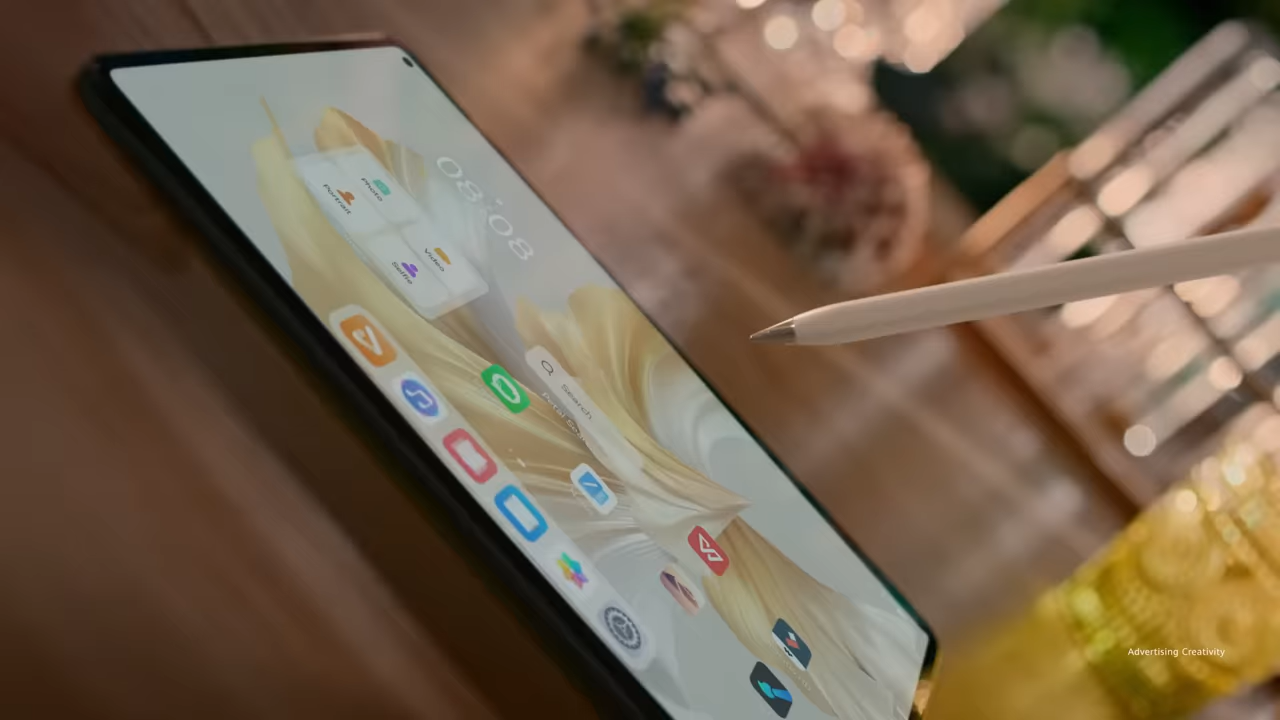 08:08
Photo
Portrait
Video
Selfie
Search
Advertising Creativity